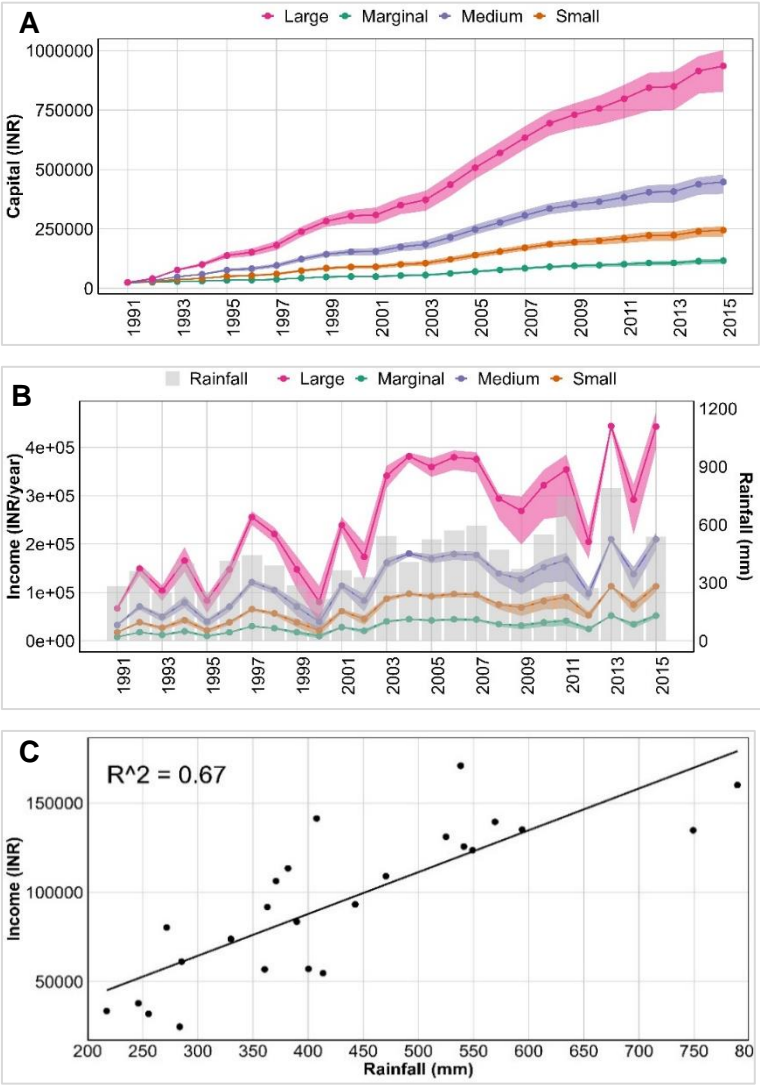 A
Large Marginal Medium Small
Capital (INR)
1000000
750000
500000
250000
0
1991 1993 1995 1997 1999 2001 2003 2005 2007 2009 2011 2013 2015
B
Rainfall Large Marginal Medium Small
Income (INR/year)
4e+05
3e+05
2e+05
1e+05
0e+00
1200
900
600
300
0
Rainfall (mm)
1991 1993 1995 1997 1999 2001 2003 2005 2007 2009 2011 2013 2015
C
R^2 = 0.67
Income (INR)
150000
100000
50000
200 250 300 350 400 450 500 550 600 650 700 750 80
Rainfall (mm)